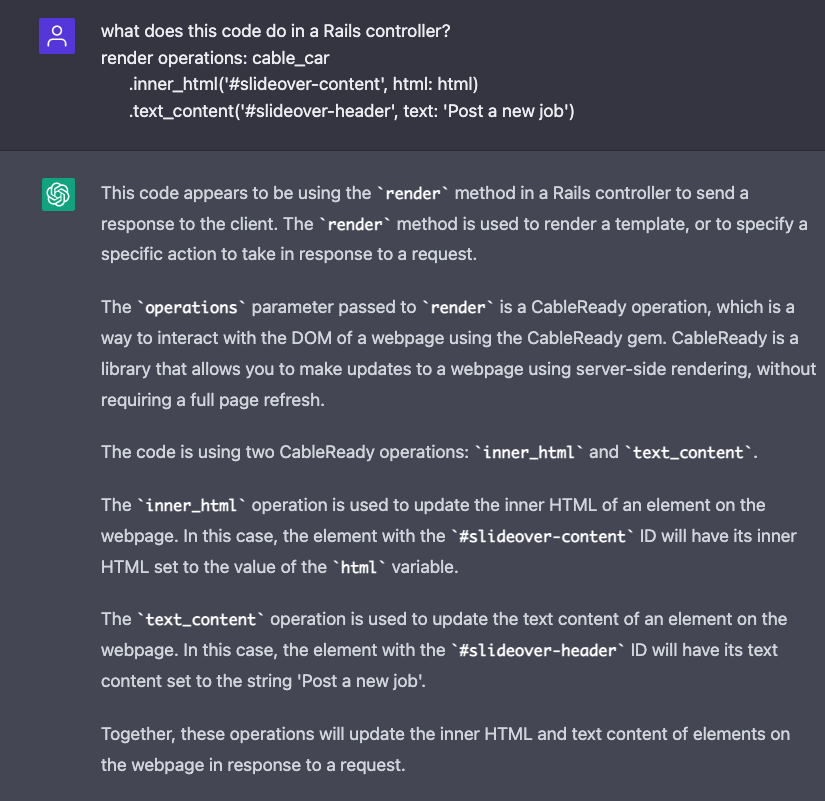 what does this code do in a Rails controller?
render operations: cable_car
.inner_html('#slideover-content', html: html)
.text_content('#slideover-header', text: 'Post a new job')
This code appears to be using the `render` method in a Rails controller to send a
response to the client. The `render` method is used to render a template, or to specify a
specific action to take in response to a request.
The `operations` parameter passed to `render` is a CableReady operation, which is a
way to interact with the DOM of a webpage using the CableReady gem. CableReady is a
library that allows you to make updates to a webpage using server-side rendering, without
requiring a full page refresh.
The code is using two CableReady operations: `inner_html` and `text_content`.
The `inner_html` operation is used to update the inner HTML of an element on the
webpage. In this case, the element with the `#slideover-content` ID will have its inner
HTML set to the value of the `html` variable.
The `text_content` operation is used to update the text content of an element on the
webpage. In this case, the element with the `#slideover-header` ID will have its text
content set to the string 'Post a new job'.
Together, these operations will update the inner HTML and text content of elements on
the webpage in response to a request.